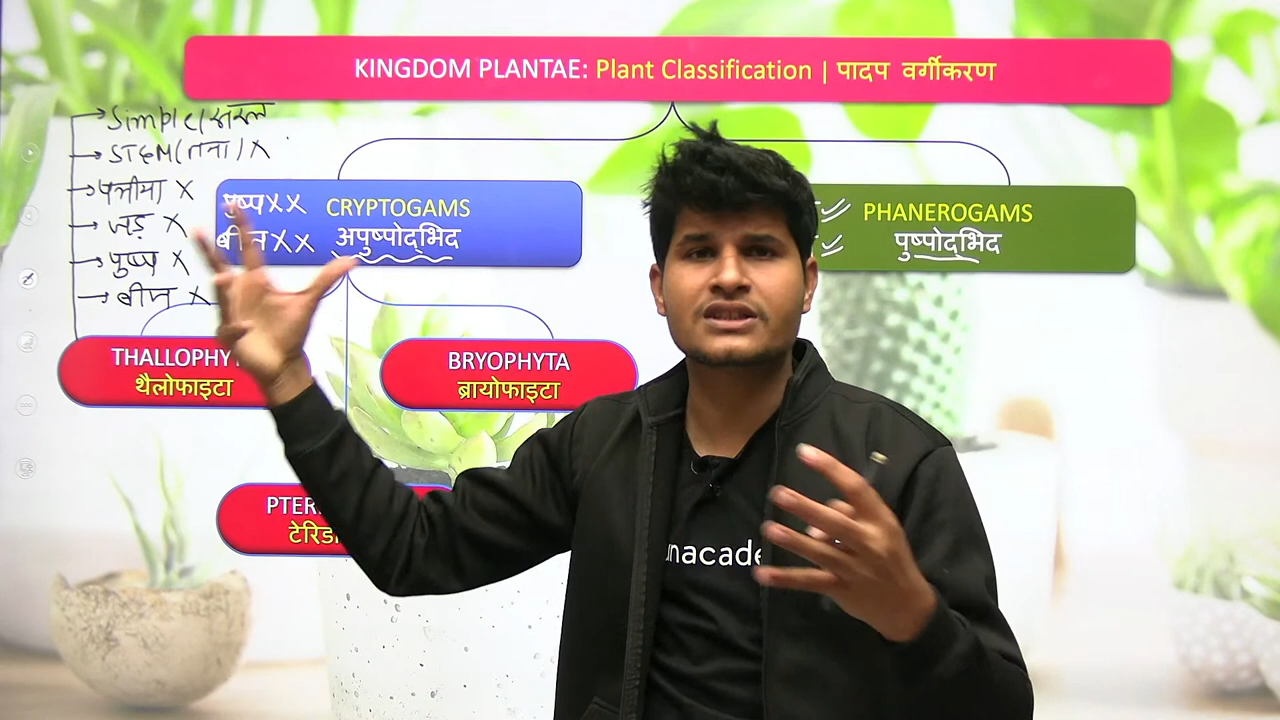 KINGDOM PLANTAE: Plant Classification | पादप वर्गीकरण
Simple/सरल
STEM(तना) X
पत्तीयां X
जड़ X
पुष्प X
बीज X
पुष्प X X
बीज X X
CRYPTOGAMS
अपुष्पोद्भिद
PHANEROGAMS
पुष्पोद्भिद
THALLOPHY
थैलोफाइटा
BRYOPHYTA
ब्रायोफाइटा
PTER
टेरिडा
unacade